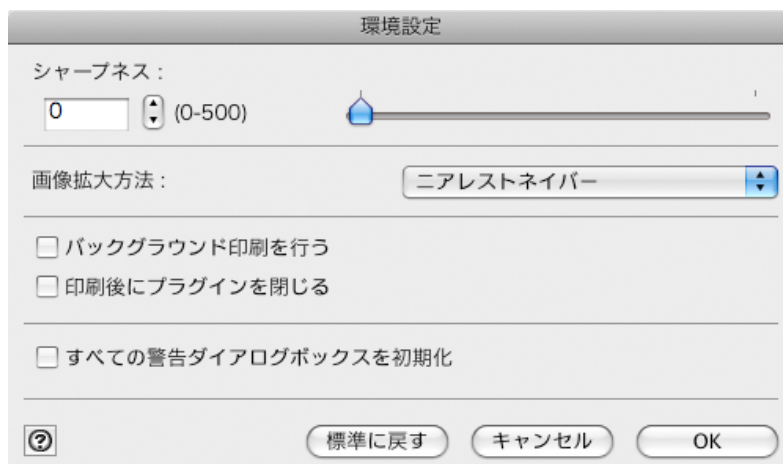 環境設定
シャープネス :
0 (0-500)
画像拡大方法 : ニアレストネイバー
バックグラウンド印刷を行う
印刷後にプラグインを閉じる
すべての警告ダイアログボックスを初期化
? 標準に戻す キャンセル OK